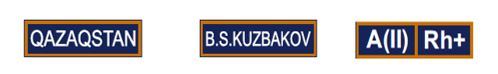 QAZAQSTAN
B.S.KUZBAKOV
A(II) Rh+